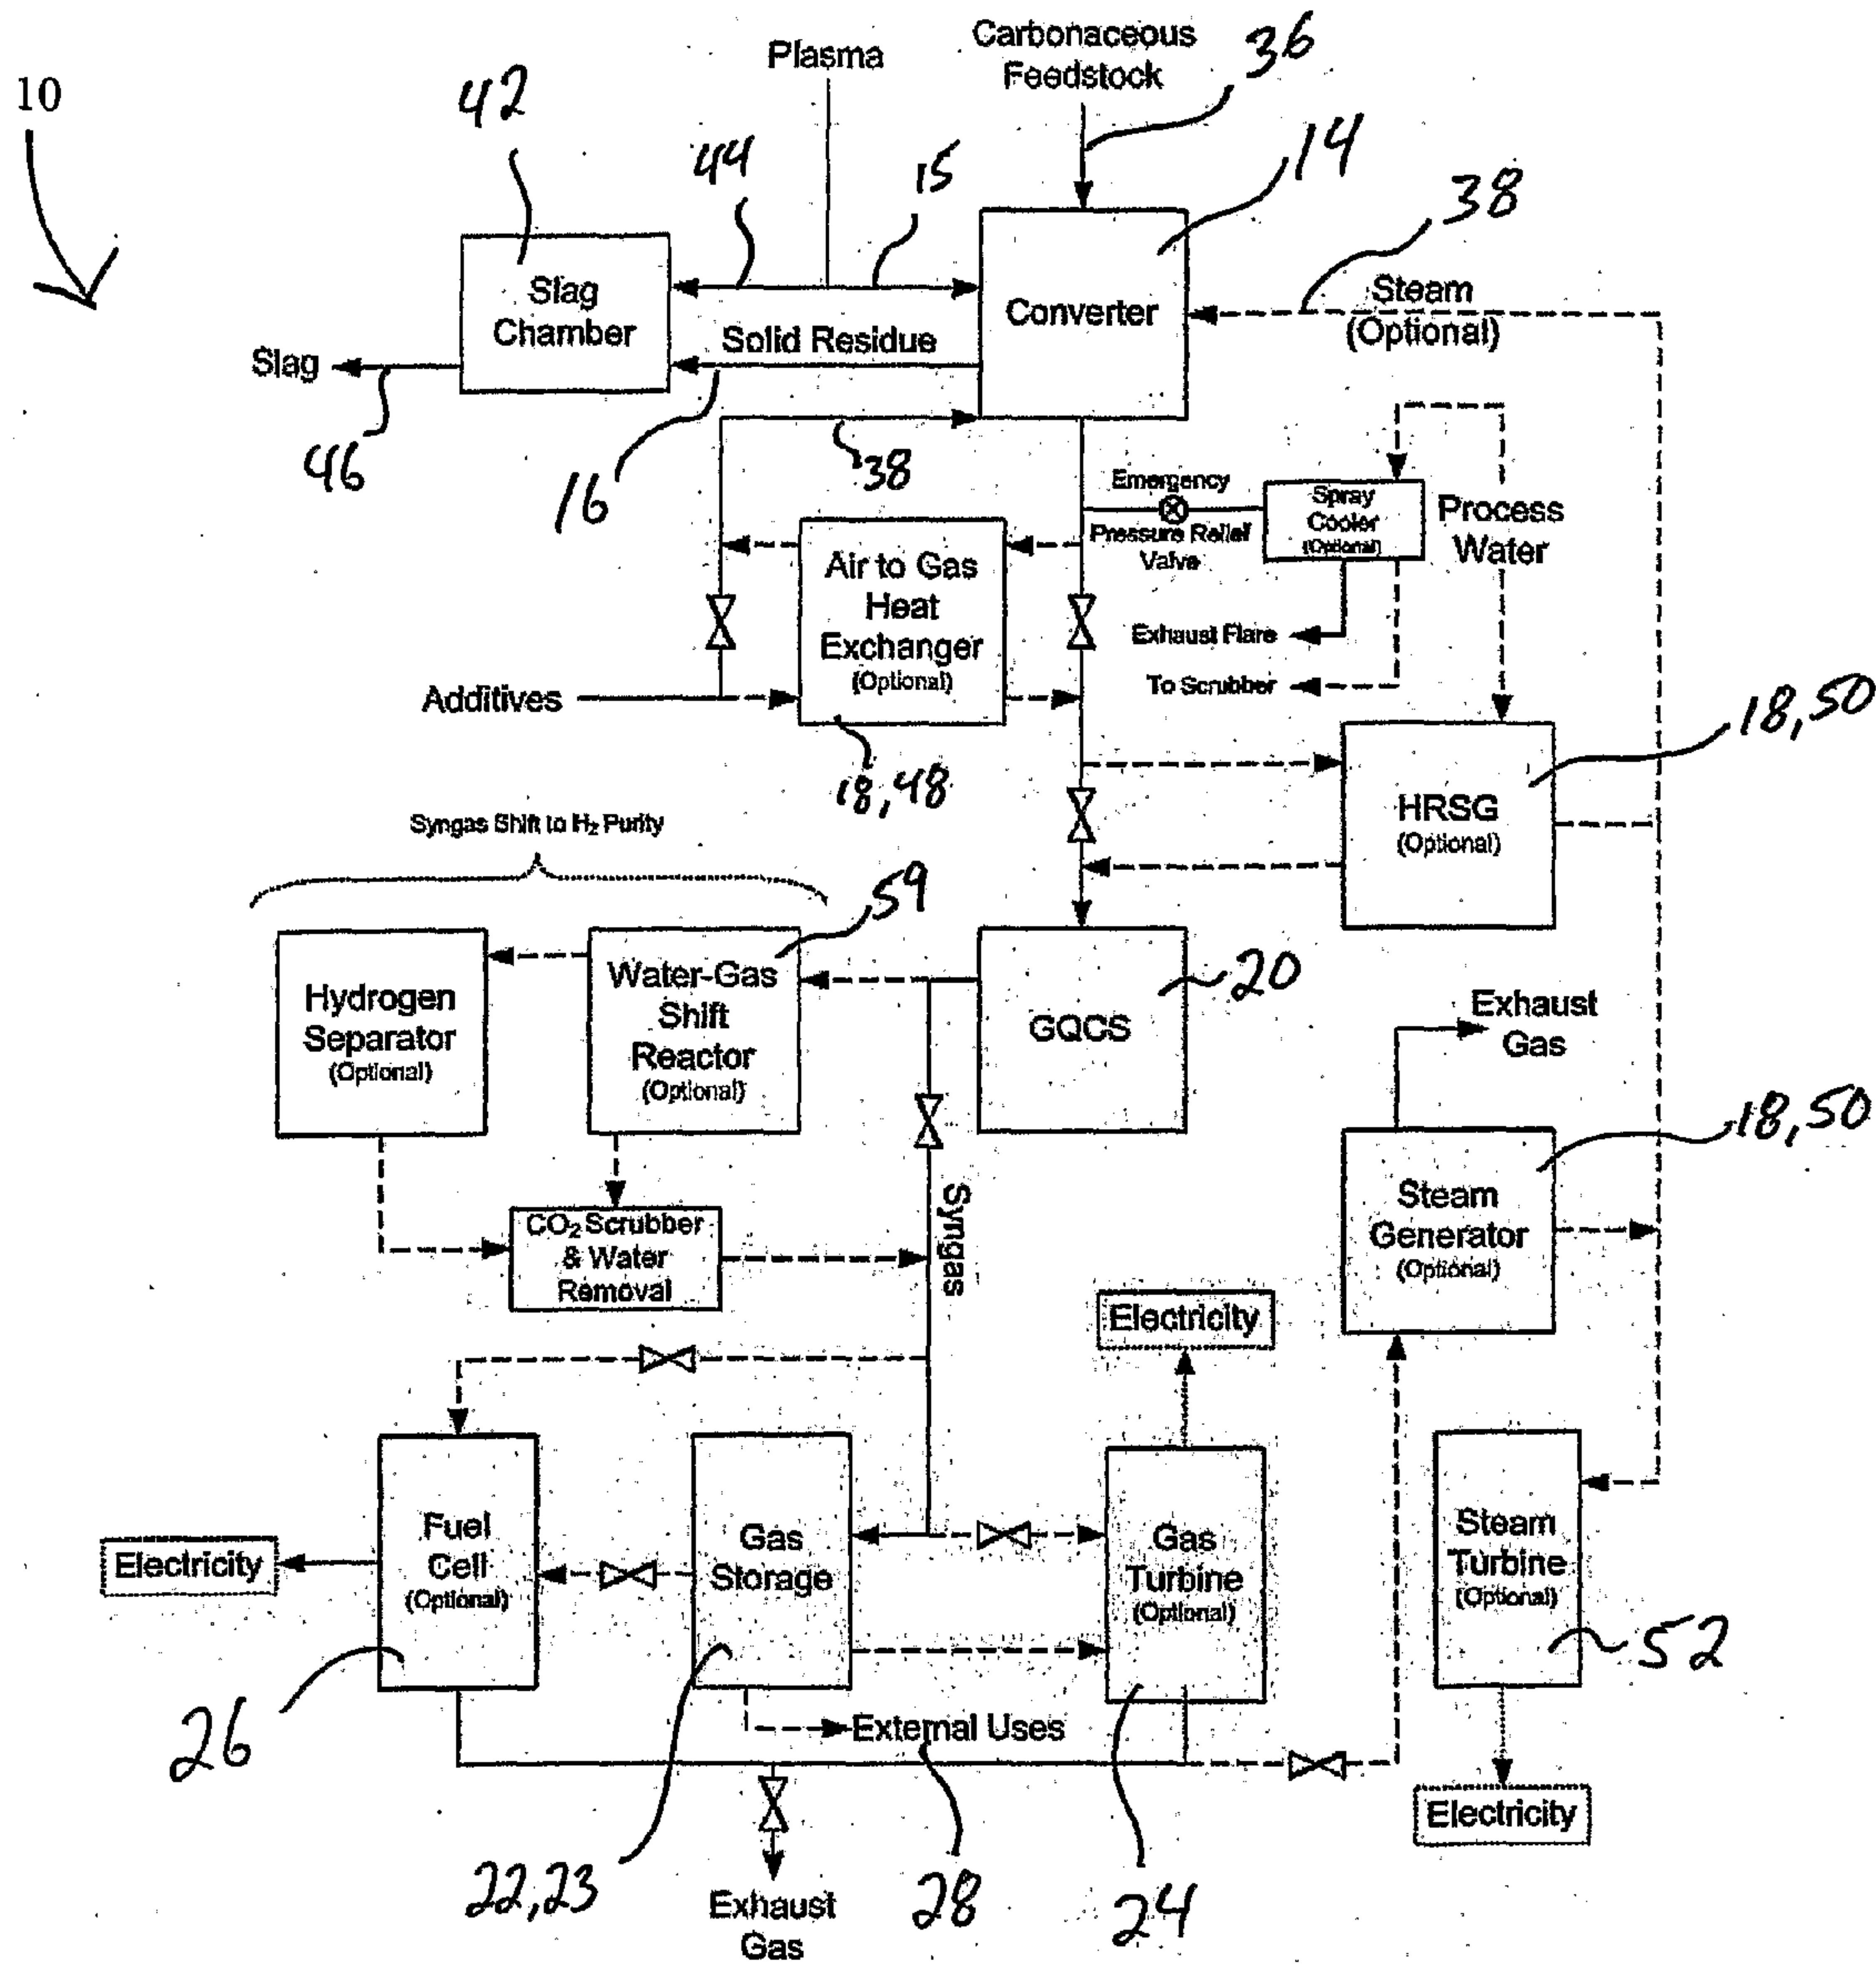 10
Plasma
Carbonaceous
Feedstock
36
42
44
15
14
38
Slag
Chamber
Converter
Steam
(Optional)
Solid Residue
Slag
46
16
38
Emergency
Pressure Relief
Valve
Spray
Cooler
(Optional)
Process
Water
Air to Gas
Heat
Exchanger
(Optional)
Exhaust Flare
To Scrubber
Additives
18,48
18,50
HRSG
(Optional)
Syngas Shift to H₂ Purity
59
Hydrogen
Separator
(Optional)
Water-Gas
Shift
Reactor
(Optional)
GQCS
20
Exhaust
Gas
18,50
Steam
Generator
(Optional)
CO₂ Scrubber
& Water
Removal
Syngas
Electricity
Fuel
Cell
(Optional)
Electricity
Gas
Storage
Gas
Turbine
(Optional)
Steam
Turbine
(Optional)
52
26
External Uses
Electricity
22,23
Exhaust
Gas
28
24